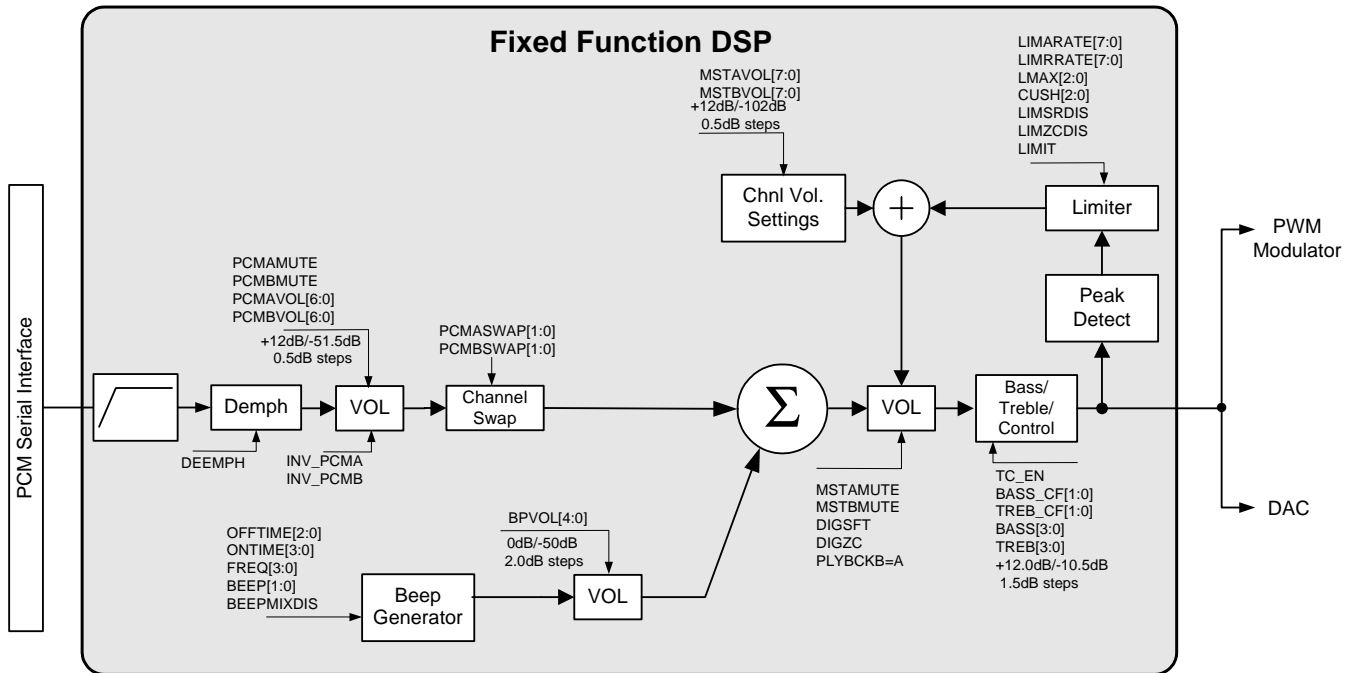 Fixed Function DSP
LIMARATE[7:0]
LIMRRATE[7:0]
LMAX[2:0]
CUSH[2:0]
LIMSRDIS
LIMZCDIS
LIMIT
MSTAVOL[7:0]
MSTBVOL[7:0]
+12dB/-102dB
0.5dB steps
Chnl Vol.
Settings
+
Limiter
Peak
Detect
PWM
Modulator
DAC
PCM Serial Interface
PCMAMUTE
PCMBMUTE
PCMAVOL[6:0]
PCMBVOL[6:0]
+12dB/-51.5dB
0.5dB steps
PCMASWAP[1:0]
PCMBSWAP[1:0]
Demph
VOL
Channel
Swap
Σ
VOL
Bass/
Treble/
Control
DEEMPH
INV_PCMA
INV_PCMB
MSTAMUTE
MSTBMUTE
DIGSFT
DIGZC
PLYBCKB=A
TC_EN
BASS_CF[1:0]
TREB_CF[1:0]
BASS[3:0]
TREB[3:0]
+12.0dB/-10.5dB
1.5dB steps
OFFTIME[2:0]
ONTIME[3:0]
FREQ[3:0]
BEEP[1:0]
BEEPMIXDIS
BPVOL[4:0]
0dB/-50dB
2.0dB steps
Beep
Generator
VOL